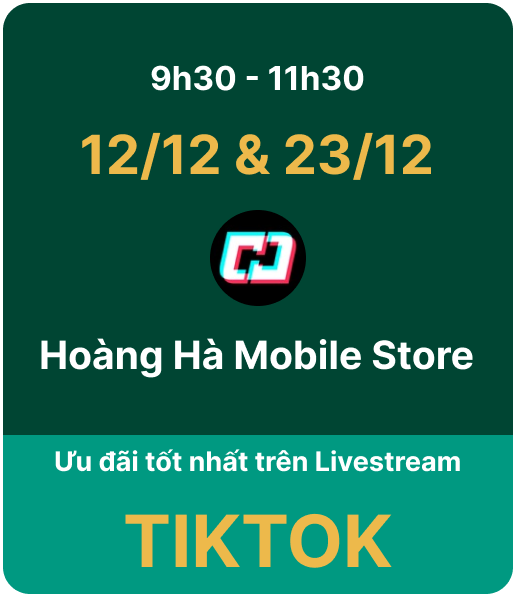 9h30 - 11h30
12/12 & 23/12
Hoàng Hà Mobile Store
Ưu đãi tốt nhất trên Livestream
TIKTOK